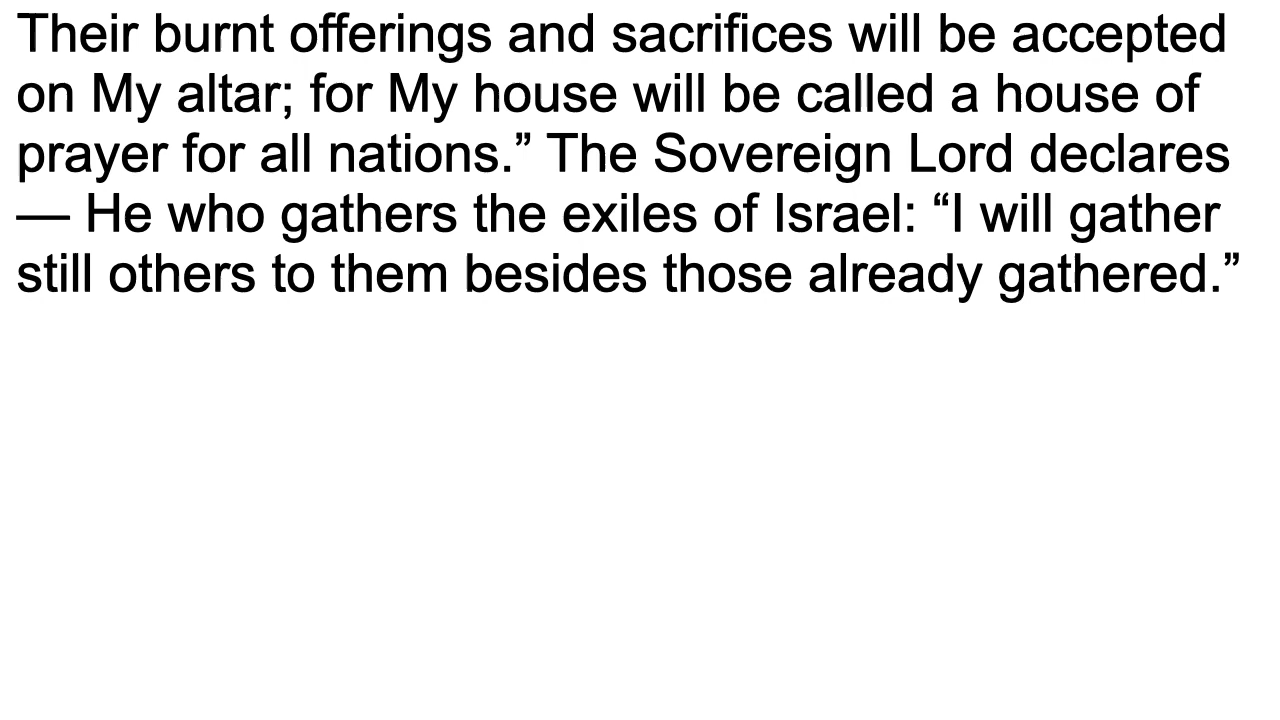 Their burnt offerings and sacrifices will be accepted
on My altar; for My house will be called a house of
prayer for all nations.” The Sovereign Lord declares
— He who gathers the exiles of Israel: “I will gather
still others to them besides those already gathered.”